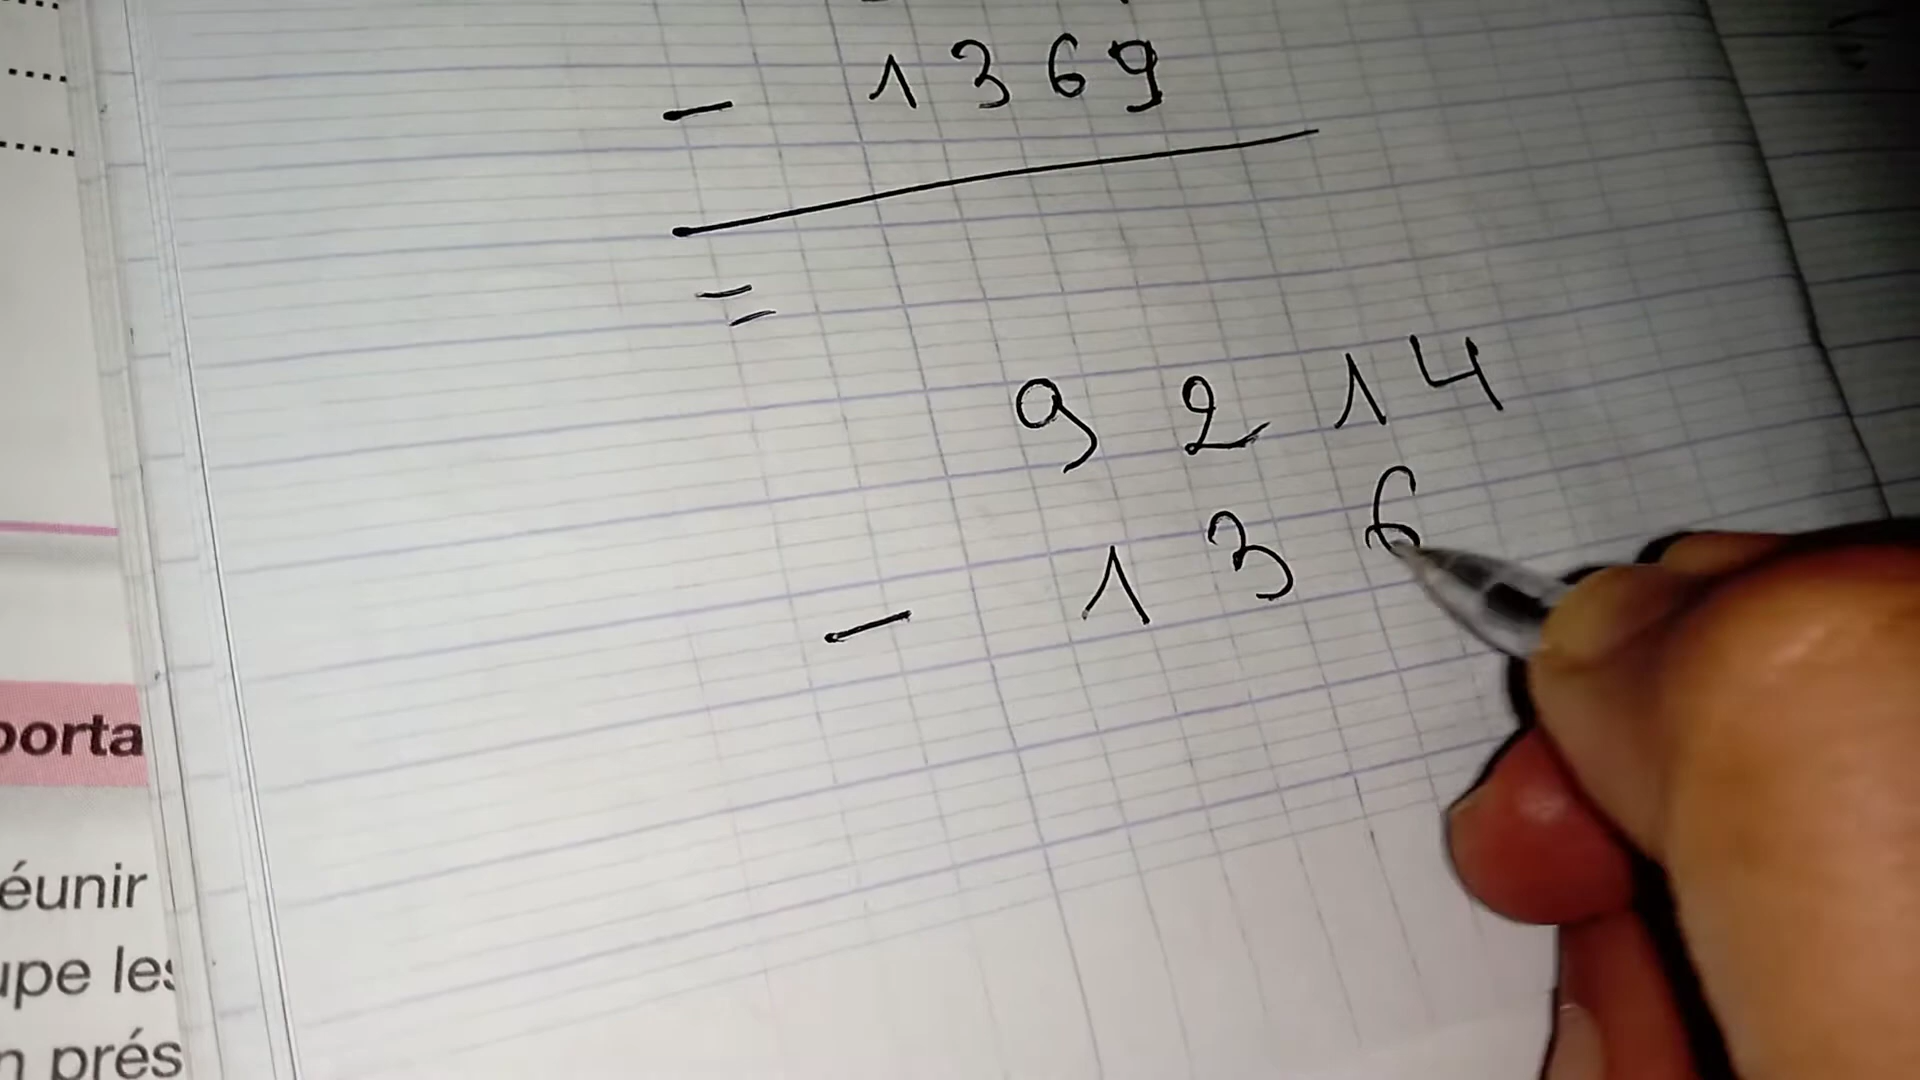 - 1369
=
9214
- 136
porta
éunir
upe les
n prés